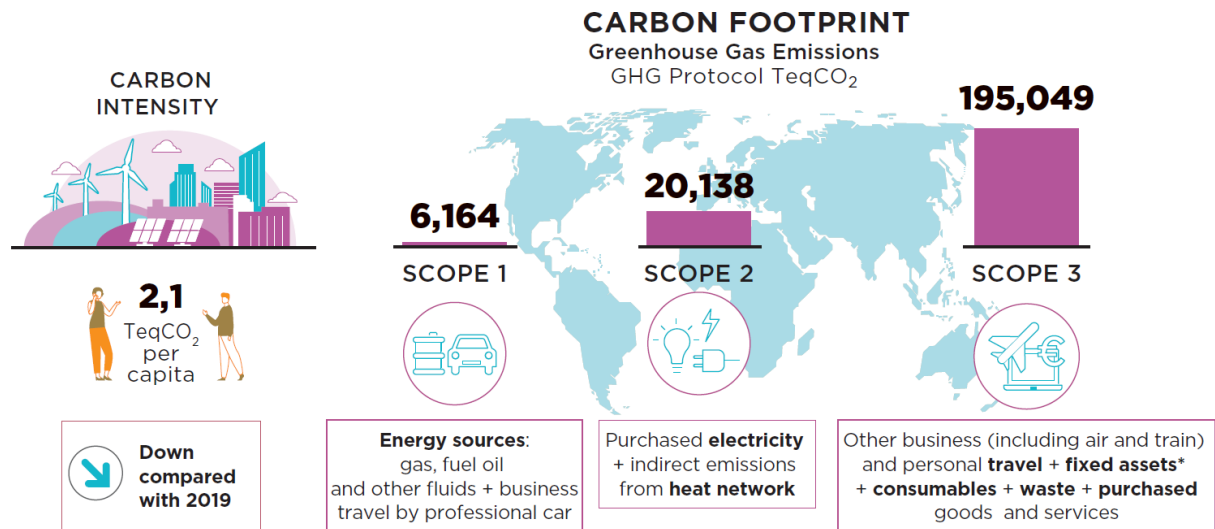 CARBON FOOTPRINT
Greenhouse Gas Emissions
GHG Protocol TeqCO₂
CARBON
INTENSITY
2,1
TeqCO₂
per
capita
Down
compared
with 2019
6,164
SCOPE 1
Energy sources:
gas, fuel oil
and other fluids + business
travel by professional car
20,138
SCOPE 2
Purchased electricity
+ indirect emissions
from heat network
195,049
SCOPE 3
€
Other business (including air and train)
and personal travel + fixed assets*
+ consumables + waste + purchased
goods and services